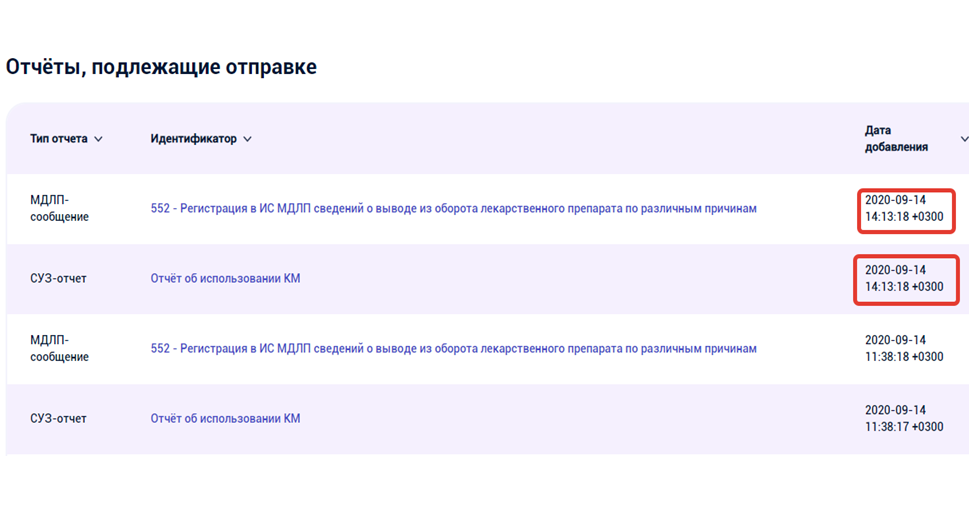 Отчёты, подлежащие отправке
Тип отчета
Идентификатор
Дата
добавления
МДЛП-
сообщение
552 - Регистрация в ИС МДЛП сведений о выводе из оборота лекарственного препарата по различным причинам
2020-09-14
14:13:18 +0300
СУЗ-отчет
Отчёт об использовании КМ
2020-09-14
14:13:18 +0300
МДЛП-
сообщение
552 - Регистрация в ИС МДЛП сведений о выводе из оборота лекарственного препарата по различным причинам
2020-09-14
11:38:18 +0300
СУЗ-отчет
Отчёт об использовании КМ
2020-09-14
11:38:17 +0300